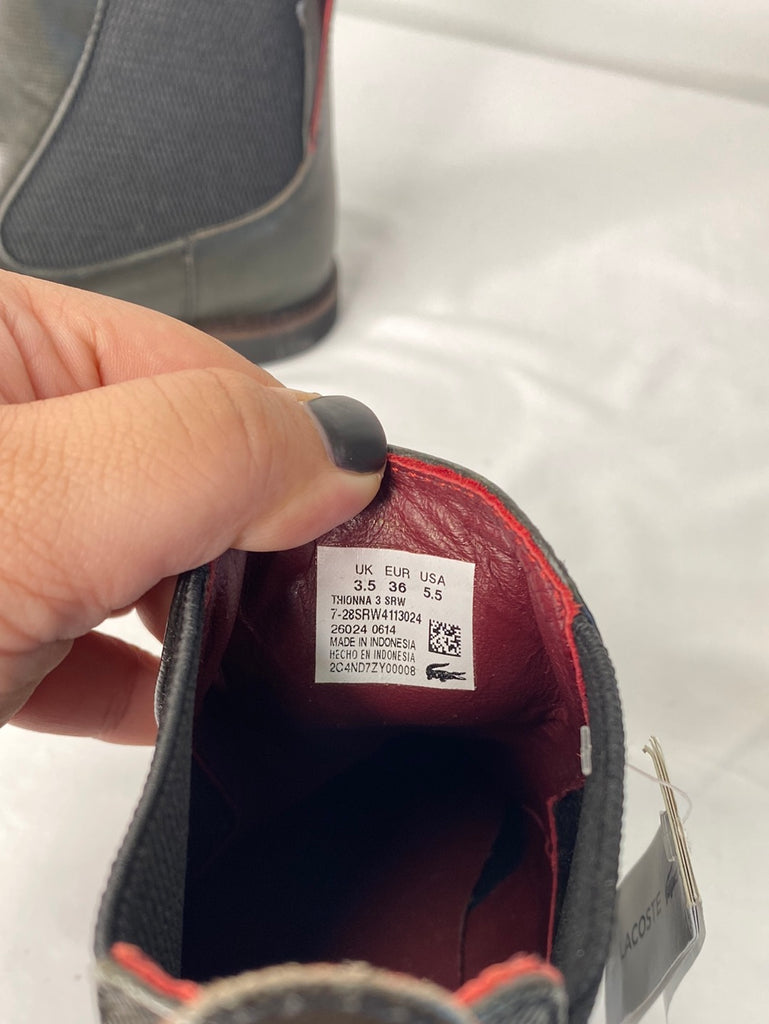 UK EUR USA
3.5 36 5.5
THIONNA 3 SRW
7-28SRW4113024
26024 0614
MADE IN INDONESIA
HECHO EN INDONESIA
2C4ND7ZY00008
LACOSTE